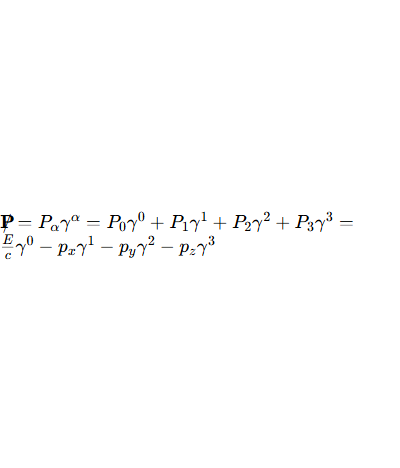 𝐏̸ = P_α γ^α = P_0 γ^0 + P_1 γ^1 + P_2 γ^2 + P_3 γ^3 =
E/c γ^0 − p_x γ^1 − p_y γ^2 − p_z γ^3